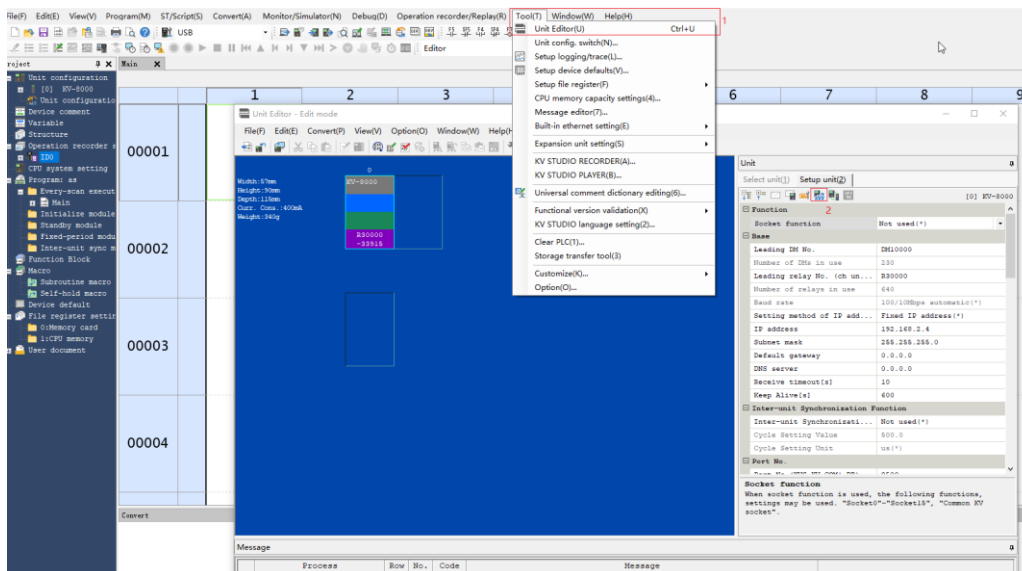 File(F) Edit(E) View(V) Program(M) ST/Script(S) Convert(A) Monitor/Simulator(N) Debug(D) Operation recorder/Replay(R) Tool(T) Window(W) Help(H)
1
USB
Editor
Unit Editor(U) Ctrl+U
Unit config. switch(N)...
Setup logging/trace(L)...
Setup device defaults(V)...
Setup file register(F)
CPU memory capacity settings(4)...
Message editor(7)...
Built-in ethernet setting(E)
Expansion unit setting(S)
KV STUDIO RECORDER(A)...
KV STUDIO PLAYER(B)...
Universal comment dictionary editing(6)...
Functional version validation(X)
KV STUDIO language setting(2)...
Clear PLC(1)...
Storage transfer tool(3)
Customize(K)...
Option(O)...
roject
Unit configuration
[0] KV-8000
Unit configuratio
Device comment
Variable
Structure
Operation recorder s
ID0
CPU system setting
Program: as
Every-scan execut
Main
Initialize module
Standby module
Fixed-period modu
Inter-unit sync m
Function Block
Macro
Subroutine macro
Self-hold macro
Device default
File register settin
0:Memory card
1:CPU memory
User document
Main
1 2 3 6 7 8 9
00001
00002
00003
00004
Convert
Unit Editor - Edit mode
File(F) Edit(E) Convert(P) View(V) Option(O) Window(W) Help(H
0
Width:57mm
Height:90mm
Depth:115mm
Curr. Cons.:400mA
Weight:340g
KV-8000
R30000
-33915
Unit
Select unit(1) Setup unit(2)
[0] KV-8000
2
Function
Socket function Not used(*)
Base
Leading DM No. DM10000
Number of DMs in use 230
Leading relay No. (ch un... R30000
Number of relays in use 640
Baud rate 100/10Mbps automatic(*)
Setting method of IP add... Fixed IP address(*)
IP address 192.168.2.4
Subnet mask 255.255.255.0
Default gateway 0.0.0.0
DNS server 0.0.0.0
Receive timeout[s] 10
Keep Alive[s] 600
Inter-unit Synchronization Function
Inter-unit Synchronizati... Not used(*)
Cycle Setting Value 500.0
Cycle Setting Unit us(*)
Port No.
Socket function
When socket function is used, the following functions,
settings may be used. "Socket0"-"Socket15", "Common KV
socket".
Message
Process Row No. Code Message